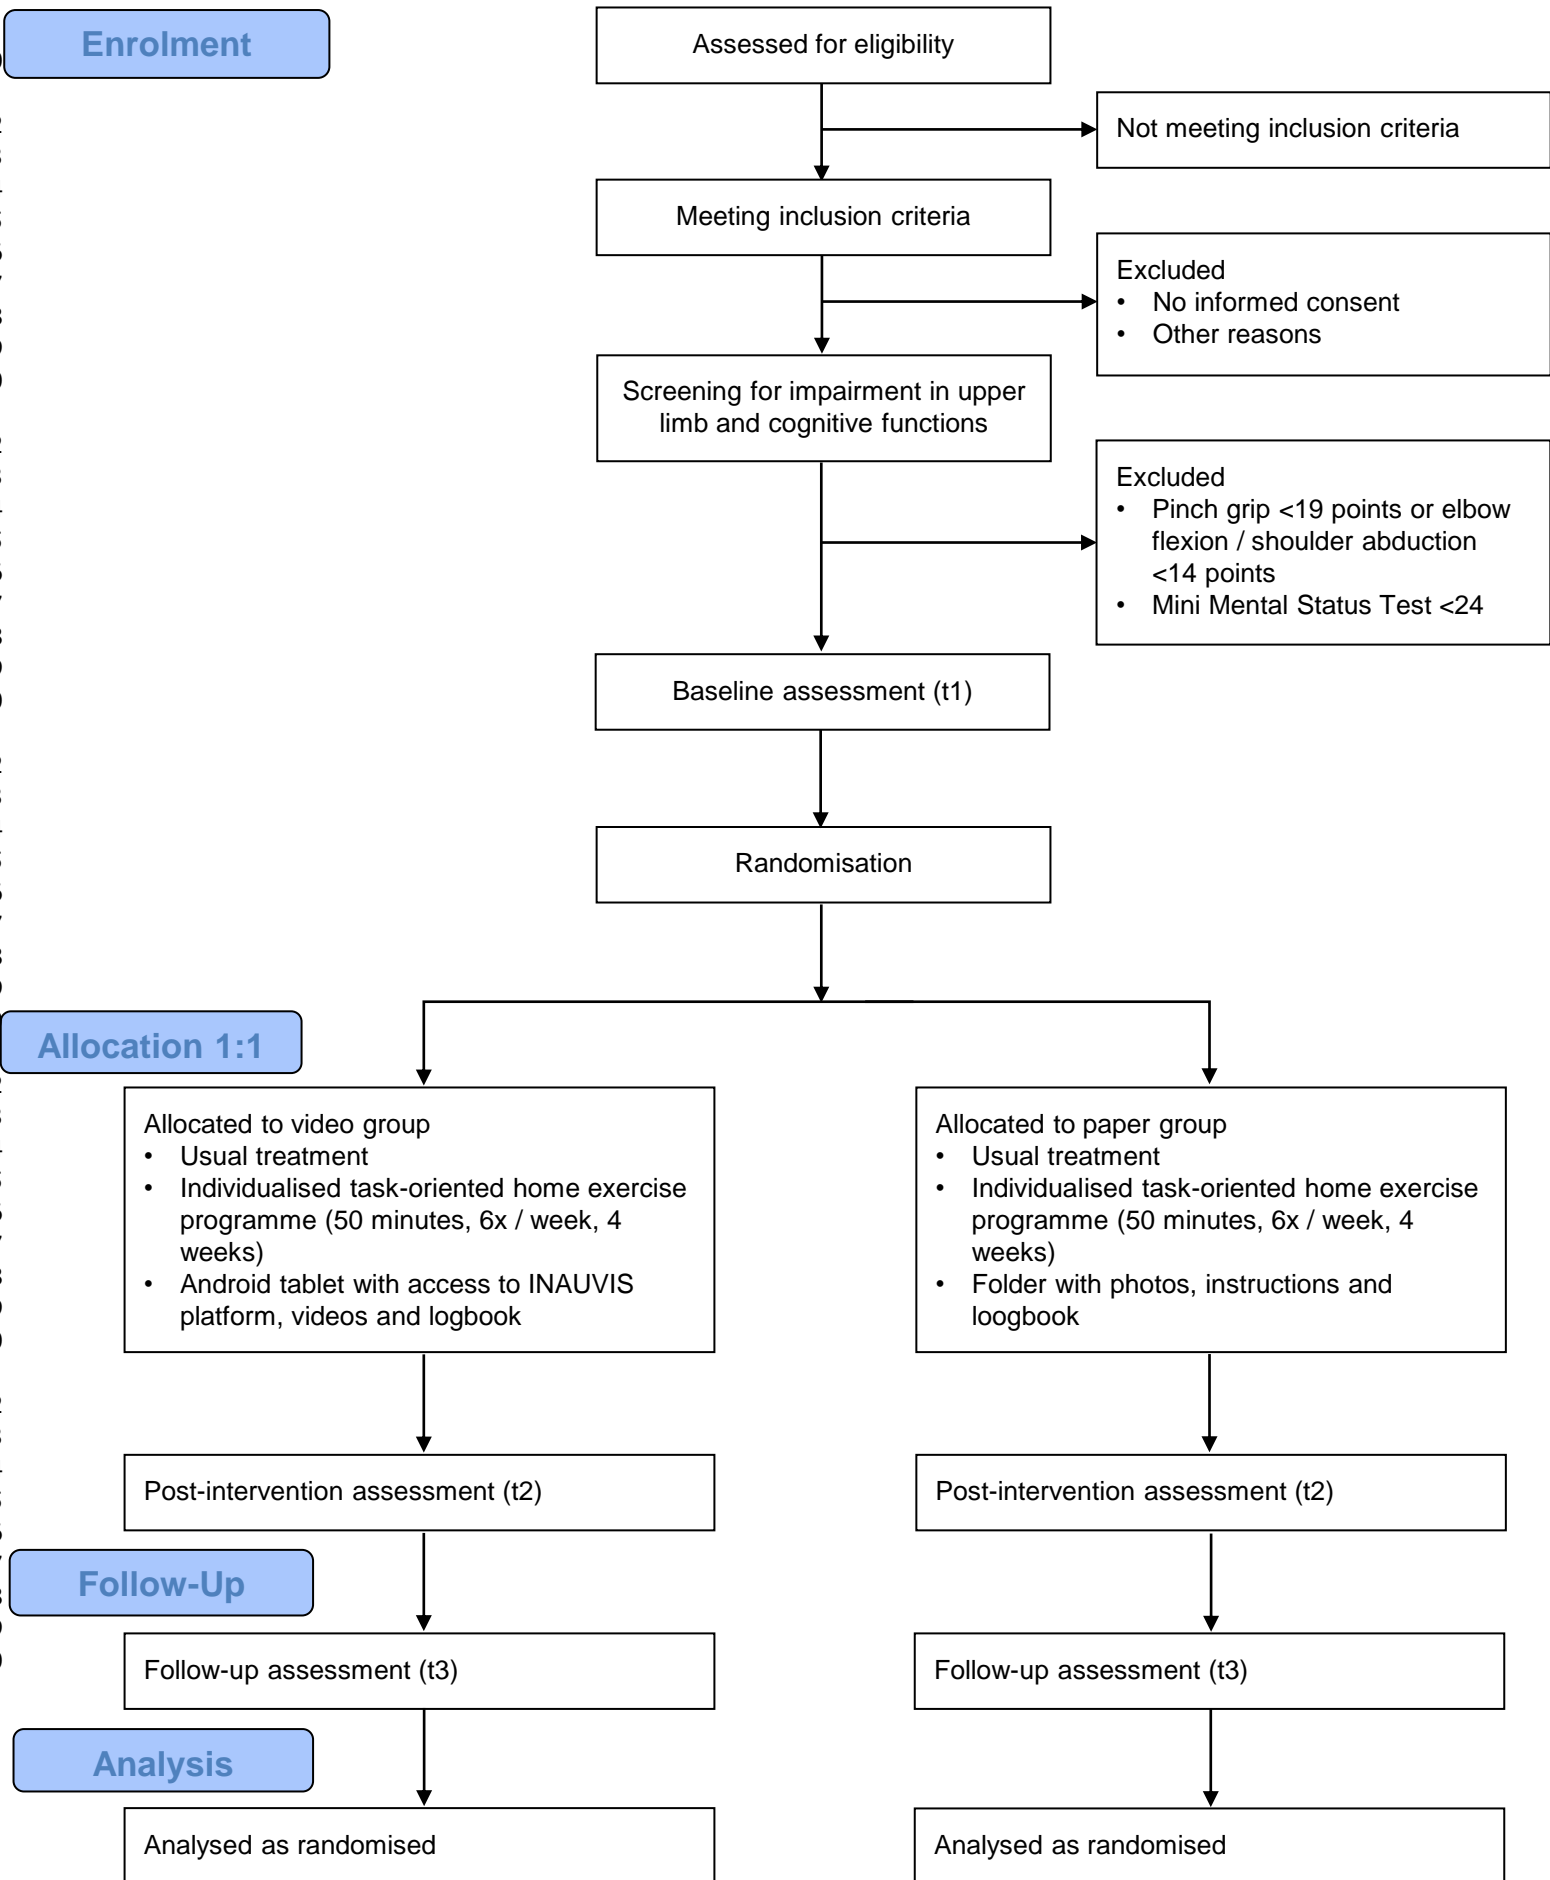 Enrolment
Assessed for eligibility
Not meeting inclusion criteria
Meeting inclusion criteria
Excluded
• No informed consent
• Other reasons
Screening for impairment in upper
limb and cognitive functions
Excluded
• Pinch grip <19 points or elbow
flexion / shoulder abduction
<14 points
• Mini Mental Status Test <24
Baseline assessment (t1)
Randomisation
Allocation 1:1
Allocated to video group
• Usual treatment
• Individualised task-oriented home exercise
programme (50 minutes, 6x / week, 4
weeks)
• Android tablet with access to INAUVIS
platform, videos and logbook
Allocated to paper group
• Usual treatment
• Individualised task-oriented home exercise
programme (50 minutes, 6x / week, 4
weeks)
• Folder with photos, instructions and
loogbook
Post-intervention assessment (t2)
Post-intervention assessment (t2)
Follow-Up
Follow-up assessment (t3)
Follow-up assessment (t3)
Analysis
Analysed as randomised
Analysed as randomised